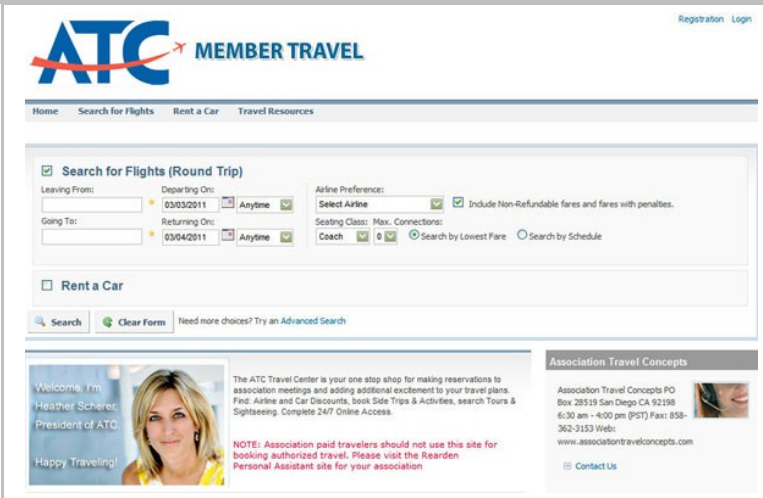 Registration Login
ATC MEMBER TRAVEL
Home Search for Flights Rent a Car Travel Resources
Search for Flights (Round Trip)
Leaving From: Departing On: Airline Preference:
* 03/03/2011 Anytime Select Airline Include Non-Refundable fares and fares with penalties.
Going To: Returning On: Seating Class: Max. Connections:
* 03/04/2011 Anytime Coach 0 Search by Lowest Fare Search by Schedule
Rent a Car
Search Clear Form Need more choices? Try an Advanced Search
Welcome, I'm
Heather Scherer,
President of ATC.
Happy Traveling!
The ATC Travel Center is your one stop shop for making reservations to
association meetings and adding additional excitement to your travel plans.
Find: Airline and Car Discounts, book Side Trips & Activities, search Tours &
Sightseeing. Complete 24/7 Online Access.
NOTE: Association paid travelers should not use this site for
booking authorized travel. Please visit the Rearden
Personal Assistant site for your association
Association Travel Concepts
Association Travel Concepts PO
Box 28519 San Diego CA 92198
6:30 am - 4:00 pm (PST) Fax: 858-
362-3153 Web:
www.associationtravelconcepts.com
Contact Us